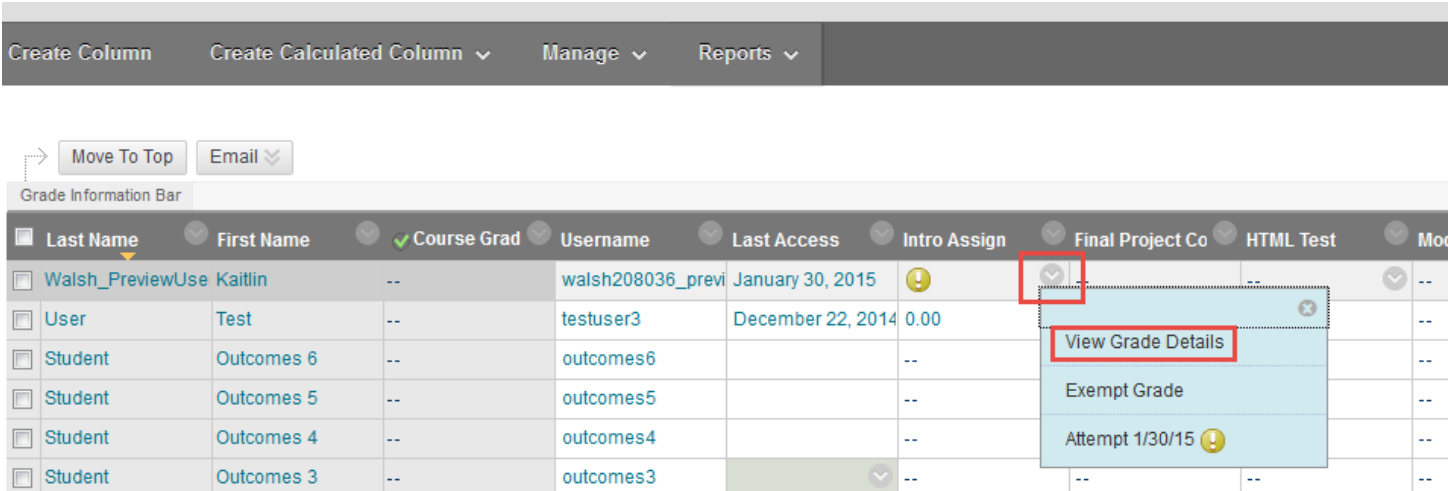 Create Column Create Calculated Column Manage Reports
Move To Top Email
Grade Information Bar
Last Name First Name Course Grad Username Last Access Intro Assign Final Project Co HTML Test Moc
Walsh_PreviewUse Kaitlin -- walsh208036_previ January 30, 2015 -- -- --
User Test -- testuser3 December 22, 2014 0.00 --
View Grade Details
Student Outcomes 6 -- outcomes6 -- --
Student Outcomes 5 -- outcomes5 -- --
Exempt Grade
Student Outcomes 4 -- outcomes4 -- --
Attempt 1/30/15
Student Outcomes 3 -- outcomes3 -- -- -- --